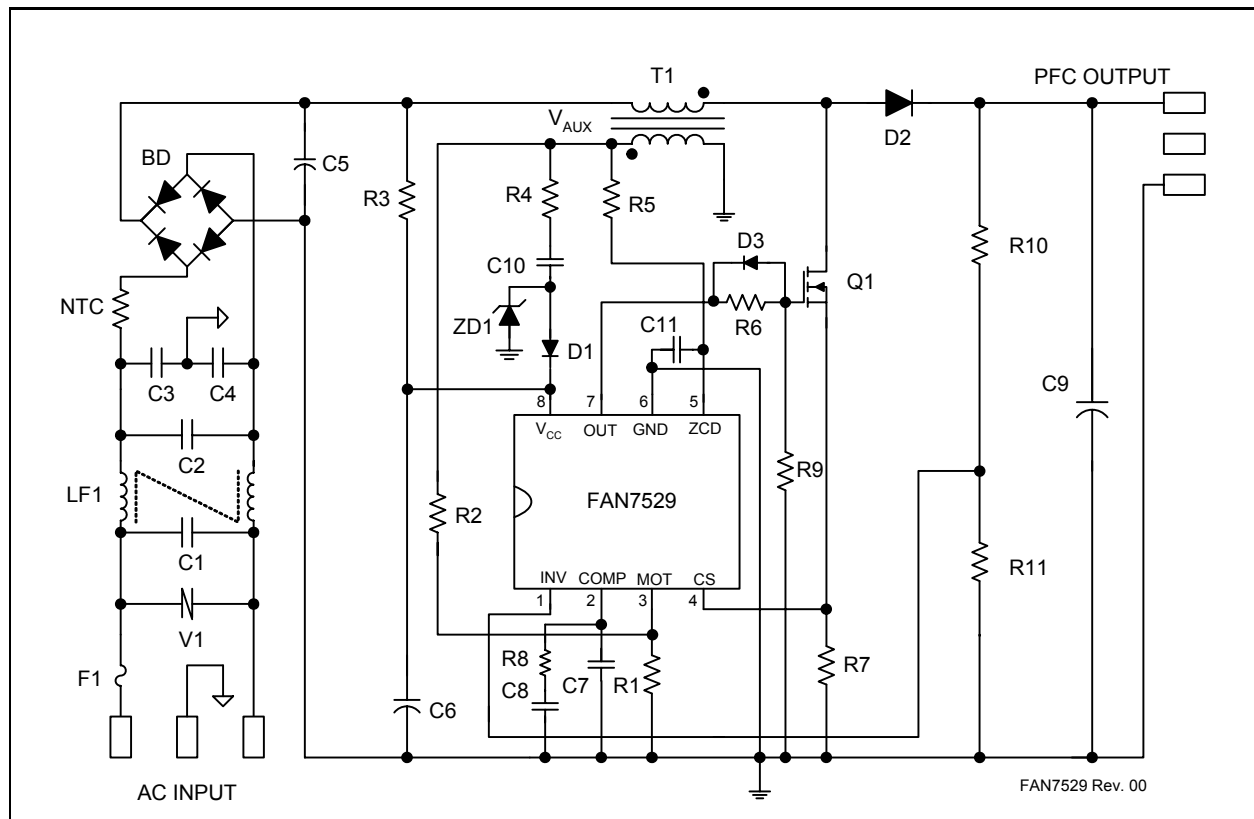 T1
PFC OUTPUT
VAUX
D2
BD
C5
R3
R4
R5
D3
R10
Q1
C10
NTC
R6
ZD1
C11
D1
C3
C4
C9
8
7
6
5
VCC
OUT
GND
ZCD
C2
R9
LF1
FAN7529
R2
C1
R11
INV
COMP
MOT
CS
1
2
3
4
V1
R8
R7
F1
C7
R1
C8
C6
AC INPUT
FAN7529 Rev. 00